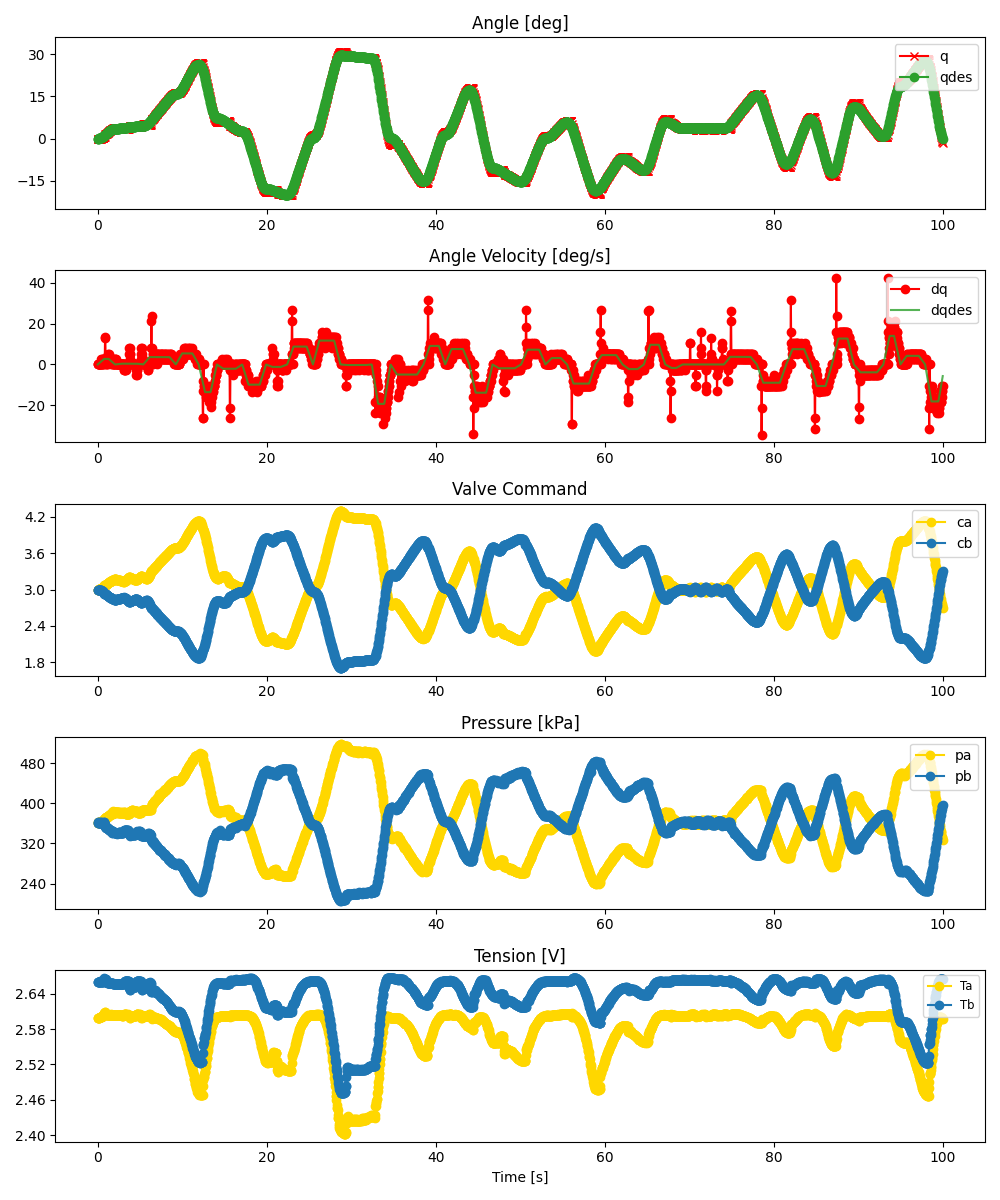 Angle [deg]
30
15
0
−15
q
qdes
0 20 40 60 80 100
Angle Velocity [deg/s]
40
20
0
−20
dq
dqdes
0 20 40 60 80 100
Valve Command
4.2
3.6
3.0
2.4
1.8
ca
cb
0 20 40 60 80 100
Pressure [kPa]
480
400
320
240
pa
pb
0 20 40 60 80 100
Tension [V]
2.64
2.58
2.52
2.46
2.40
Ta
Tb
0 20 40 60 80 100
Time [s]